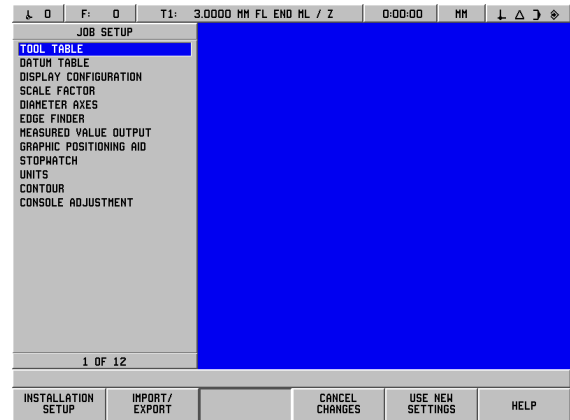 0 F: 0 T1: 3.0000 MM FL END ML / Z 0:00:00 MM
JOB SETUP
TOOL TABLE
DATUM TABLE
DISPLAY CONFIGURATION
SCALE FACTOR
DIAMETER AXES
EDGE FINDER
MEASURED VALUE OUTPUT
GRAPHIC POSITIONING AID
STOPWATCH
UNITS
CONTOUR
CONSOLE ADJUSTMENT
1 OF 12
INSTALLATION
SETUP
IMPORT/
EXPORT
CANCEL
CHANGES
USE NEW
SETTINGS
HELP